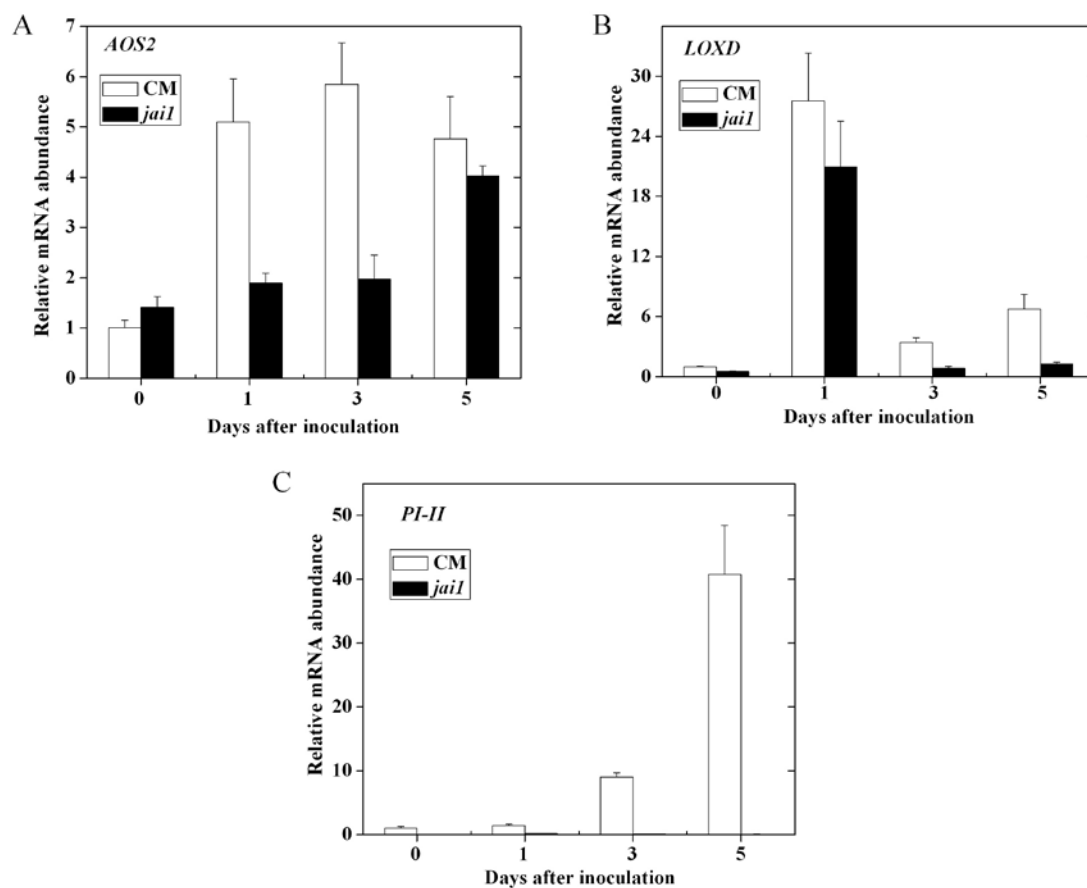 A
AOS2
CM
jai1
Relative mRNA abundance
7
6
5
4
3
2
1
0
0 1 3 5
Days after inoculation
B
LOXD
CM
jai1
Relative mRNA abundance
30
24
18
12
6
0
0 1 3 5
Days after inoculation
C
PI-II
CM
jai1
Relative mRNA abundance
50
40
30
20
10
0
0 1 3 5
Days after inoculation